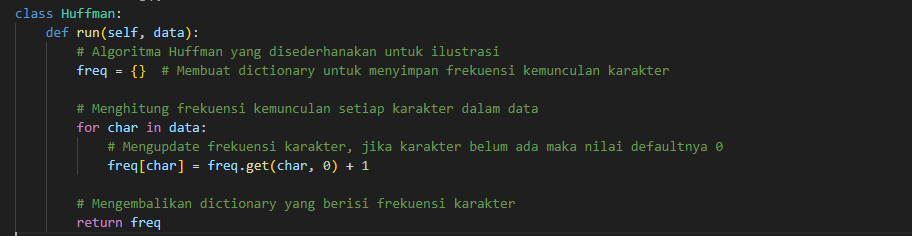 class Huffman:
    def run(self, data):
        # Algoritma Huffman yang disederhanakan untuk ilustrasi
        freq = {}  # Membuat dictionary untuk menyimpan frekuensi kemunculan karakter

        # Menghitung frekuensi kemunculan setiap karakter dalam data
        for char in data:
            # Mengupdate frekuensi karakter, jika karakter belum ada maka nilai defaultnya 0
            freq[char] = freq.get(char, 0) + 1

        # Mengembalikan dictionary yang berisi frekuensi karakter
        return freq